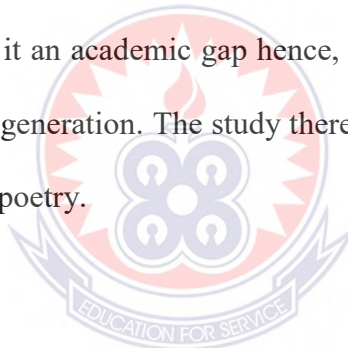 it an academic gap hence,
generation. The study there
poetry.
EDUCATION FOR SERVICE